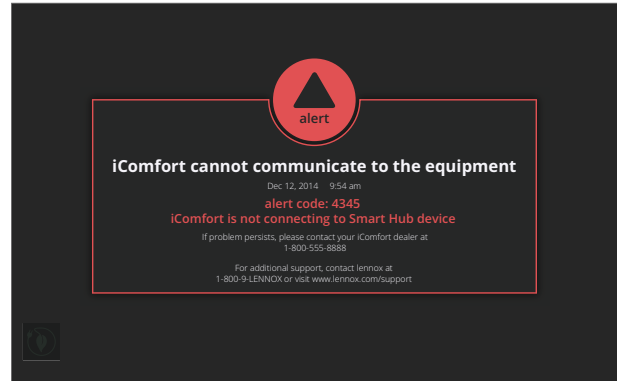 alert
iComfort cannot communicate to the equipment
Dec 12, 2014 9:54 am
alert code: 4345
iComfort is not connecting to Smart Hub device
If problem persists, please contact your iComfort dealer at
1-800-555-8888
For additional support, contact lennox at
1-800-9-LENNOX or visit www.lennox.com/support